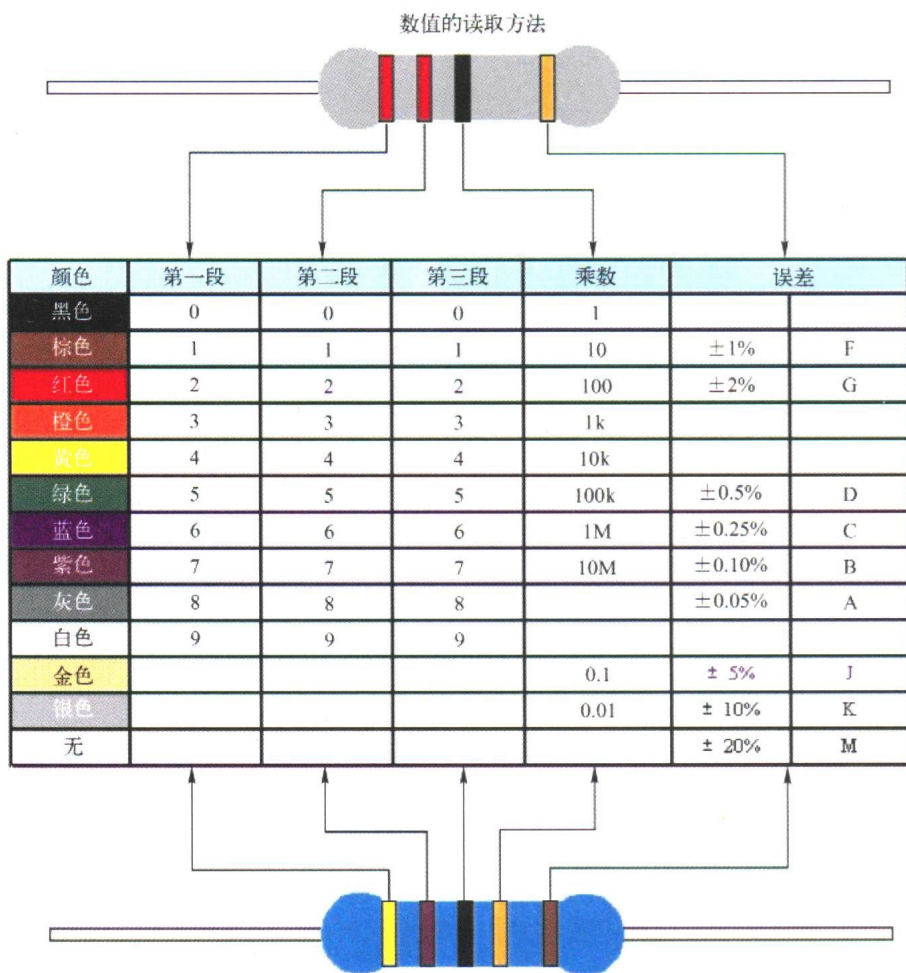 数值的读取方法
颜色 第一段 第二段 第三段 乘数 误差
黑色 0 0 0 1
棕色 1 1 1 10 ±1% F
红色 2 2 2 100 ±2% G
橙色 3 3 3 1k
黄色 4 4 4 10k
绿色 5 5 5 100k ±0.5% D
蓝色 6 6 6 1M ±0.25% C
紫色 7 7 7 10M ±0.10% B
灰色 8 8 8 ±0.05% A
白色 9 9 9
金色 0.1 ± 5% J
银色 0.01 ± 10% K
无 ± 20% M